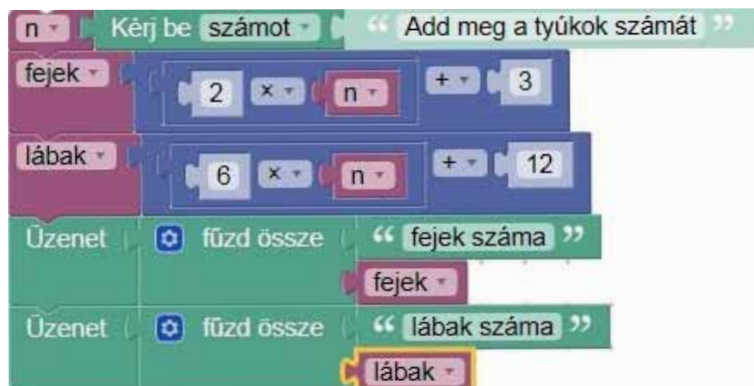 n Kérj be számot “ Add meg a tyúkok számát ”
fejek 2 × n + 3
lábak 6 × n + 12
Üzenet fűzd össze “ fejek száma ”
fejek
Üzenet fűzd össze “ lábak száma ”
lábak